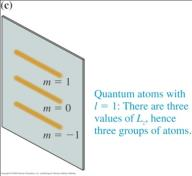 (c)
m = 1
m = 0
m = −1
Quantum atoms with
l = 1: There are three
values of Lz, hence
three groups of atoms.